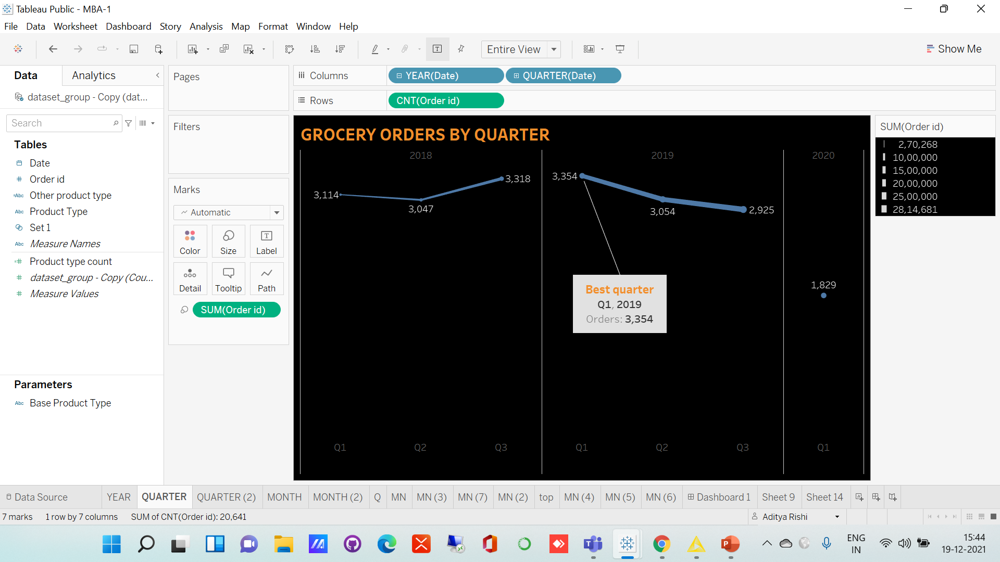 Tableau Public - MBA-1
File Data Worksheet Dashboard Story Analysis Map Format Window Help
Entire View
Show Me
Data Analytics
dataset_group - Copy (dat...
Search
Tables
Date
Order id
=Abc Other product type
Abc Product Type
Set 1
Abc Measure Names
Product type count
dataset_group - Copy (Cou...
Measure Values
Parameters
Abc Base Product Type
Pages
Filters
Marks
Automatic
Color Size Label
Detail Tooltip Path
SUM(Order id)
Columns YEAR(Date) QUARTER(Date)
Rows CNT(Order id)
GROCERY ORDERS BY QUARTER
2018 2019 2020
3,114 3,047 3,318 3,354 3,054 2,925 1,829
Best quarter
Q1, 2019
Orders: 3,354
Q1 Q2 Q3 Q1 Q2 Q3 Q1
SUM(Order id)
2,70,268
10,00,000
15,00,000
20,00,000
25,00,000
28,14,681
Data Source YEAR QUARTER QUARTER (2) MONTH MONTH (2) Q MN MN (3) MN (7) MN (2) top MN (4) MN (5) MN (6) Dashboard 1 Sheet 9 Sheet 14
7 marks 1 row by 7 columns SUM of CNT(Order id): 20,641
Aditya Rishi
ENG
IN
15:44
19-12-2021